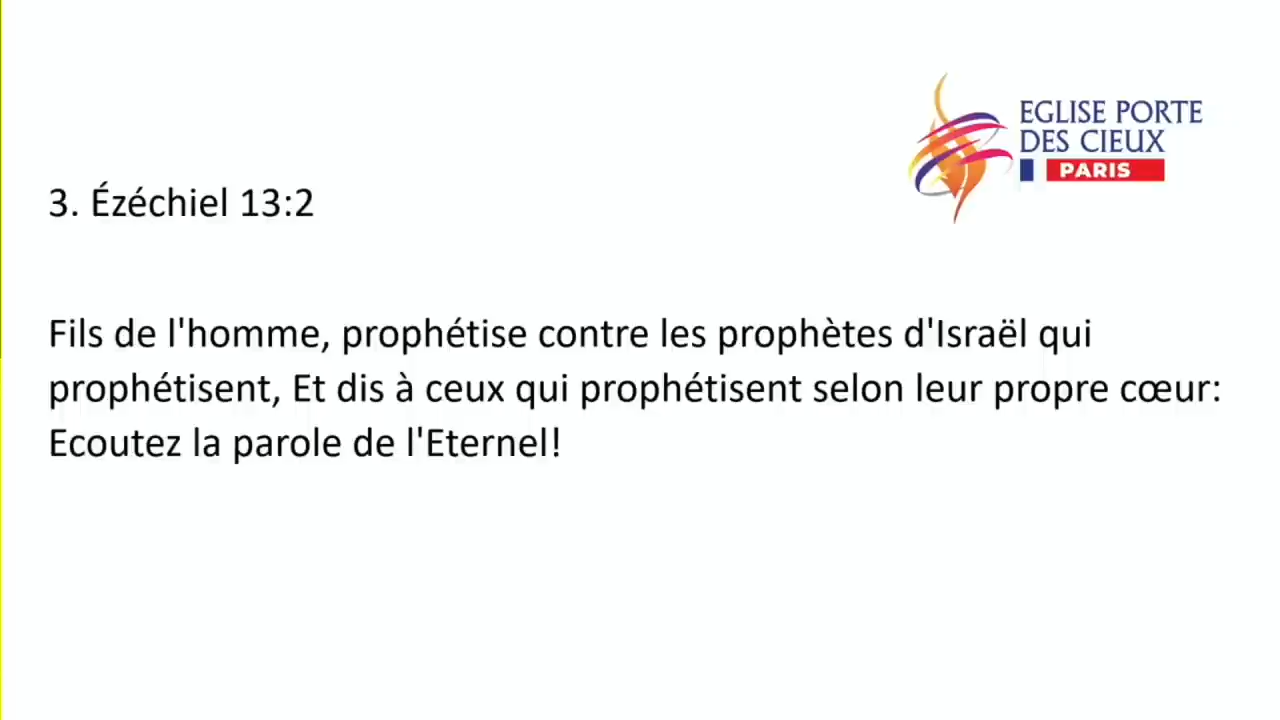 EGLISE PORTE
DES CIEUX
PARIS
3. Ézéchiel 13:2
Fils de l'homme, prophétise contre les prophètes d'Israël qui
prophétisent, Et dis à ceux qui prophétisent selon leur propre cœur:
Ecoutez la parole de l'Eternel!